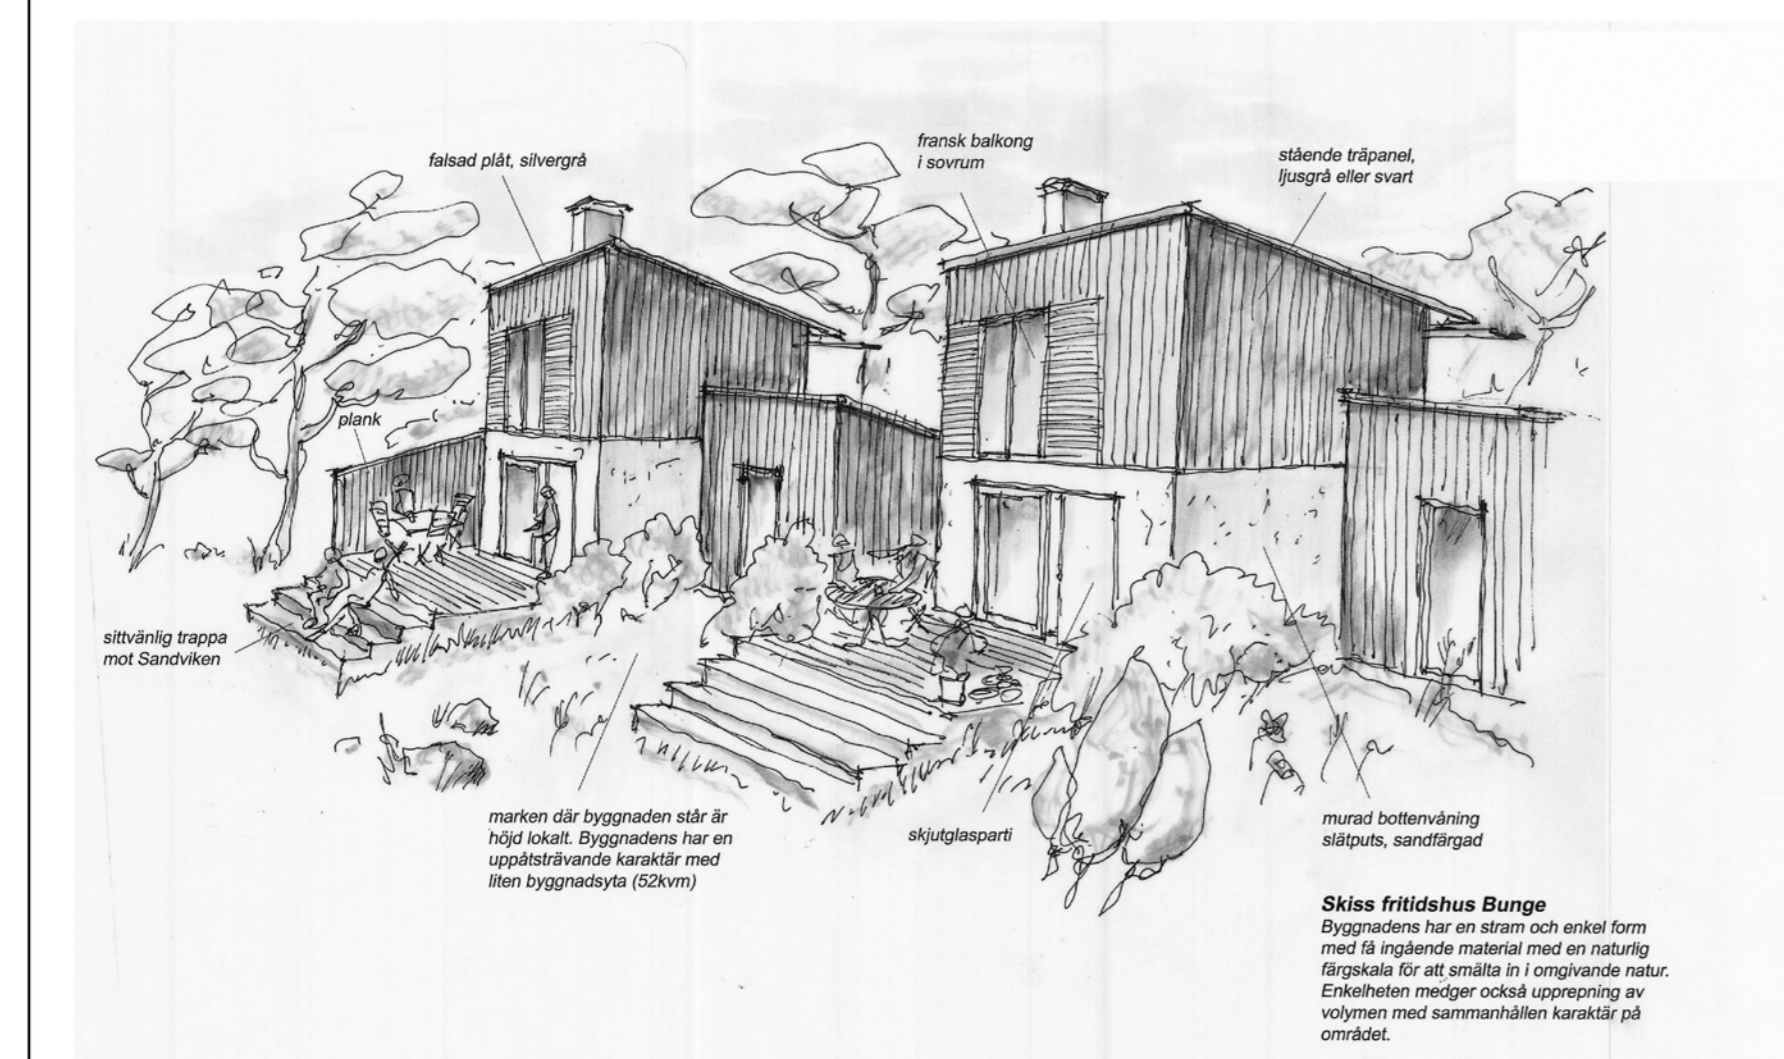 falsad plåt, silvergrå
fransk balkong
i sovrum
stående träpanel,
ljusgrå eller svart
plank
sittvänlig trappa
mot Sandviken
marken där byggnaden står är
höjd lokalt. Byggnadens har en
uppåtsträvande karaktär med
liten byggnadsyta (52kvm)
skjutglasparti
murad bottenvåning
slätputs, sandfärgad
Skiss fritidshus Bunge
Byggnadens har en stram och enkel form
med få ingående material med en naturlig
färgskala för att smälta in i omgivande natur.
Enkelheten medger också upprepning av
volymen med sammanhållen karaktär på
området.